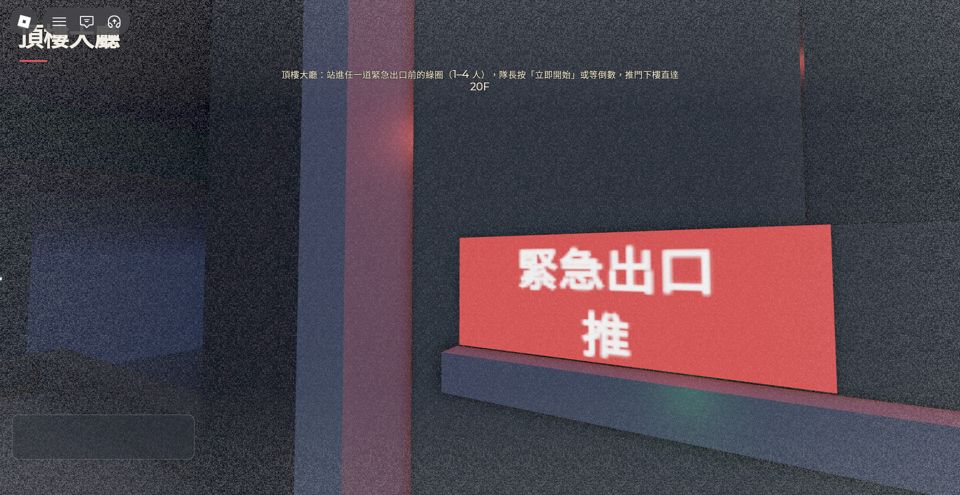 頂樓大廳
頂樓大廳：站進任一道緊急出口前的綠圈（1–4 人），隊長按「立即開始」或等倒數，推門下樓直達
20F
緊急出口
推